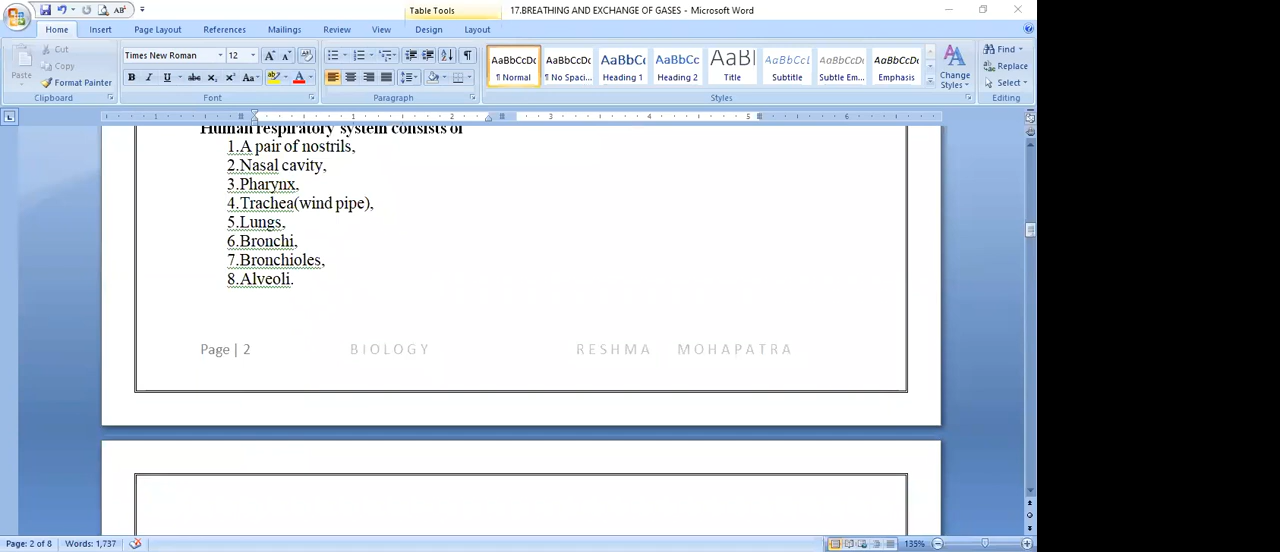 Table Tools
17.BREATHING AND EXCHANGE OF GASES - Microsoft Word
Home Insert Page Layout References Mailings Review View Design Layout
Paste
Cut
Copy
Format Painter
Clipboard
Times New Roman 12
Font
Paragraph
AaBbCcDc AaBbCcDc AaBbCc AaBbCc AaBl AaBbCcL AaBbCcDc AaBbCcDc
¶ Normal ¶ No Spaci... Heading 1 Heading 2 Title Subtitle Subtle Em... Emphasis
Change Styles
Styles
Find
Replace
Select
Editing
Human respiratory system consists of
1.A pair of nostrils,
2.Nasal cavity,
3.Pharynx,
4.Trachea(wind pipe),
5.Lungs,
6.Bronchi,
7.Bronchioles,
8.Alveoli.
Page | 2 BIOLOGY RESHMA MOHAPATRA
Page: 2 of 8 Words: 1,737 135%